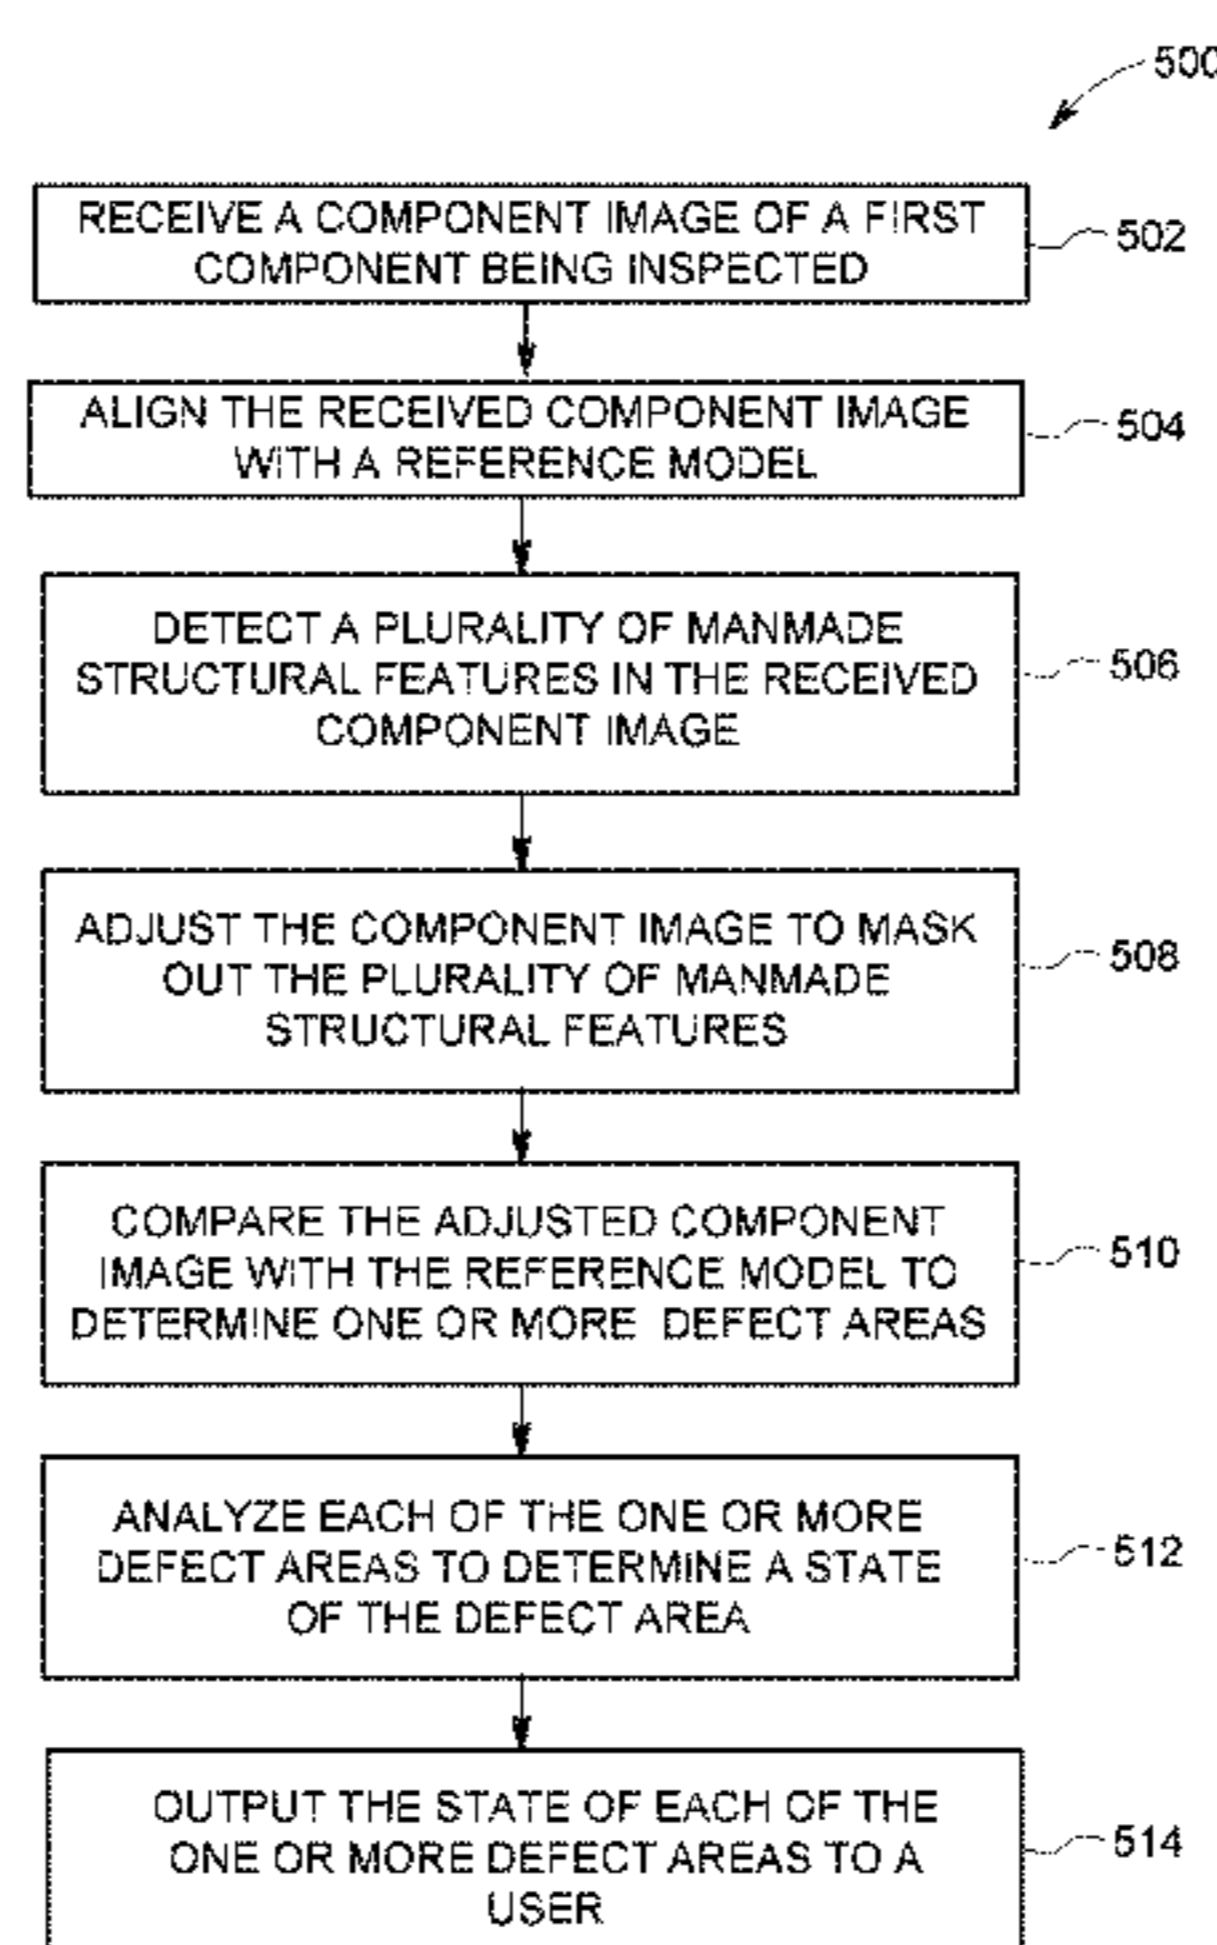 500
RECEIVE A COMPONENT IMAGE OF A FIRST
COMPONENT BEING INSPECTED
502
ALIGN THE RECEIVED COMPONENT IMAGE
WITH A REFERENCE MODEL
504
DETECT A PLURALITY OF MANMADE
STRUCTURAL FEATURES IN THE RECEIVED
COMPONENT IMAGE
506
ADJUST THE COMPONENT IMAGE TO MASK
OUT THE PLURALITY OF MANMADE
STRUCTURAL FEATURES
508
COMPARE THE ADJUSTED COMPONENT
IMAGE WITH THE REFERENCE MODEL TO
DETERMINE ONE OR MORE DEFECT AREAS
510
ANALYZE EACH OF THE ONE OR MORE
DEFECT AREAS TO DETERMINE A STATE
OF THE DEFECT AREA
512
OUTPUT THE STATE OF EACH OF THE
ONE OR MORE DEFECT AREAS TO A
USER
514